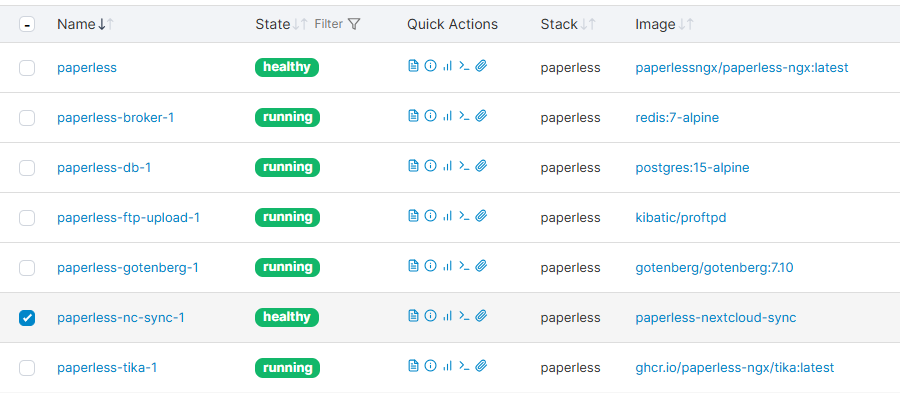 Name State Filter Quick Actions Stack Image
paperless healthy paperless paperlessngx/paperless-ngx:latest
paperless-broker-1 running paperless redis:7-alpine
paperless-db-1 running paperless postgres:15-alpine
paperless-ftp-upload-1 running paperless kibatic/proftpd
paperless-gotenberg-1 running paperless gotenberg/gotenberg:7.10
paperless-nc-sync-1 healthy paperless paperless-nextcloud-sync
paperless-tika-1 running paperless ghcr.io/paperless-ngx/tika:latest